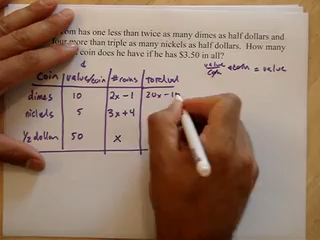 com has one less than twice as many dimes as half dollars and
four more than triple as many nickels as half dollars. How many
coin does he have if he has $3.50 in all?
¢
value/coin · #coin = value
coin value/coin #coins total val
dimes 10 2x-1 20x-1
nickels 5 3x+4
1/2 dollar 50 x